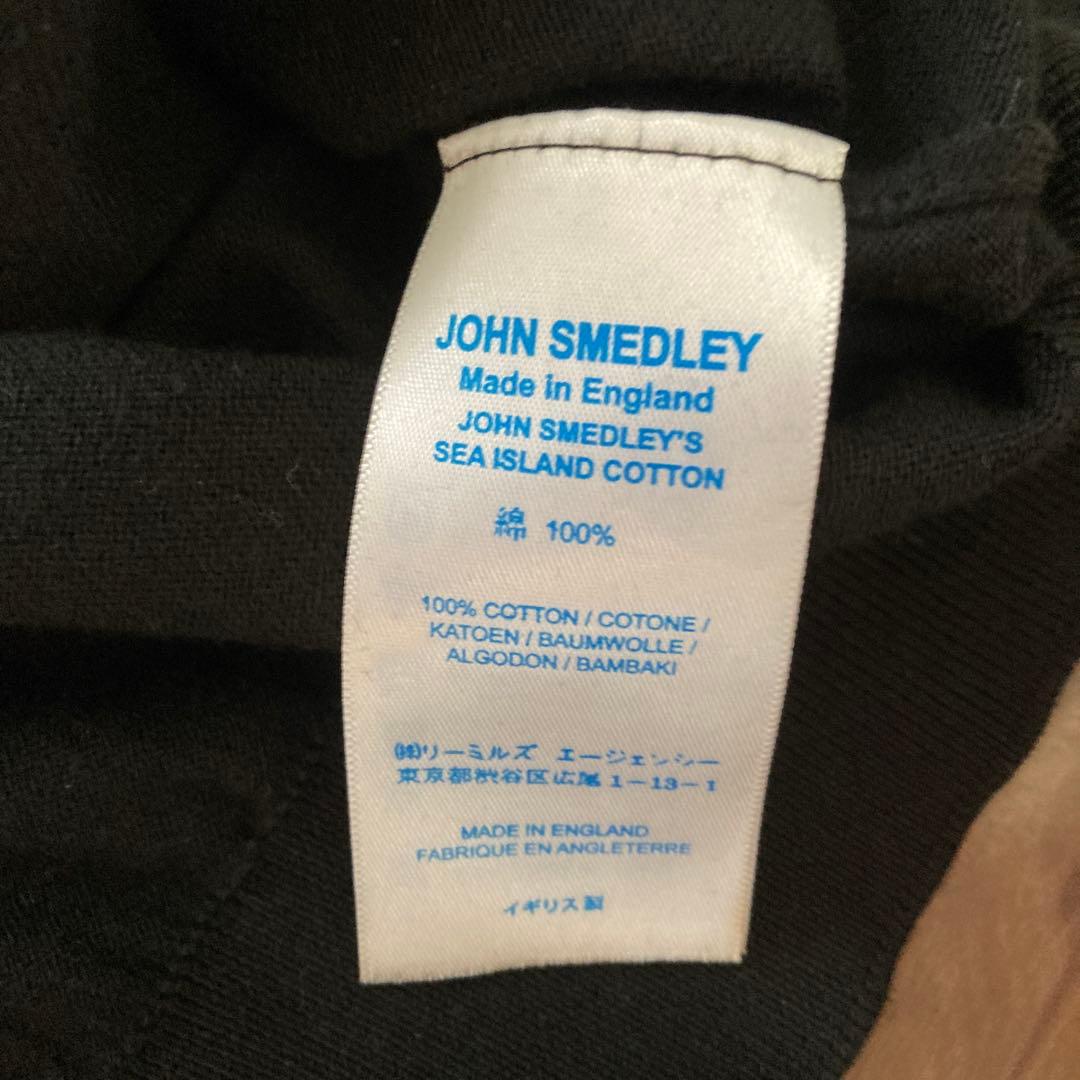 JOHN SMEDLEY
Made in England
JOHN SMEDLEY'S
SEA ISLAND COTTON
綿 100%
100% COTTON / COTONE /
KATOEN / BAUMWOLLE /
ALGODON / BAMBAKI
㈱リーミルズ エージェンシー
東京都渋谷区広尾1-13-1
MADE IN ENGLAND
FABRIQUE EN ANGLETERRE
イギリス製